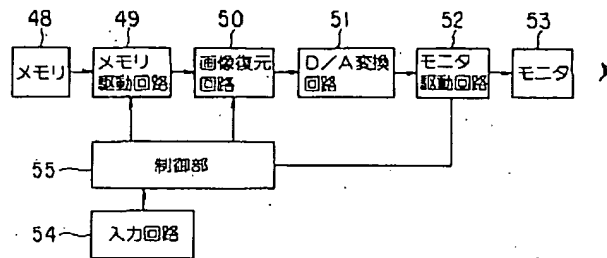 48
49
50
51
52
53
メモリ
メモリ
駆動回路
画像復元
回路
D/A変換
回路
モニタ
駆動回路
モニタ
55
制御部
54
入力回路